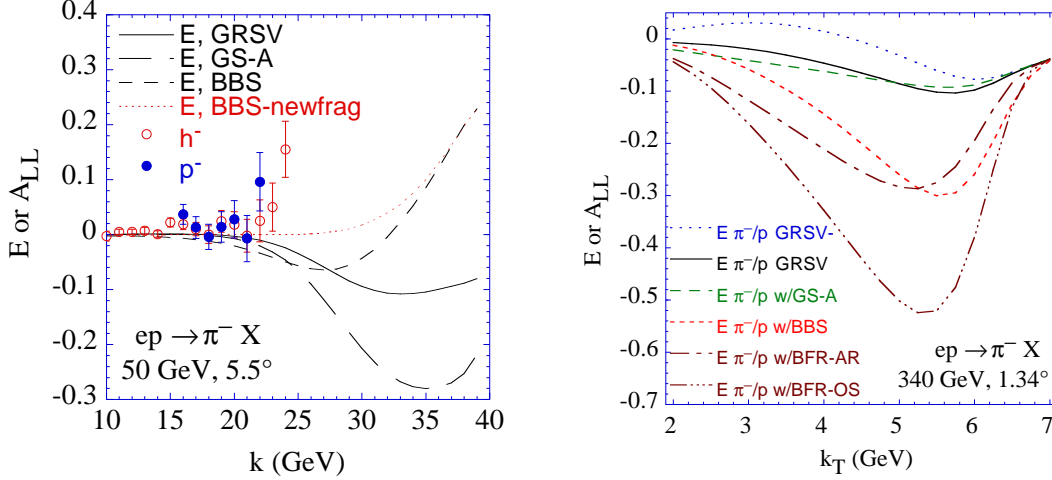 0.4
0.3
0.2
0.1
0
-0.1
-0.2
-0.3
E or A_LL
E, GRSV
E, GS-A
E, BBS
E, BBS-newfrag
h⁻
p⁻
ep → π⁻ X
50 GeV, 5.5°
10 15 20 25 30 35 40
k (GeV)
0
-0.1
-0.2
-0.3
-0.4
-0.5
-0.6
-0.7
E or A_LL
E π⁻/p GRSV-
E π⁻/p GRSV
E π⁻/p w/GS-A
E π⁻/p w/BBS
E π⁻/p w/BFR-AR
E π⁻/p w/BFR-OS
ep → π⁻ X
340 GeV, 1.34°
2 3 4 5 6 7
k_T (GeV)